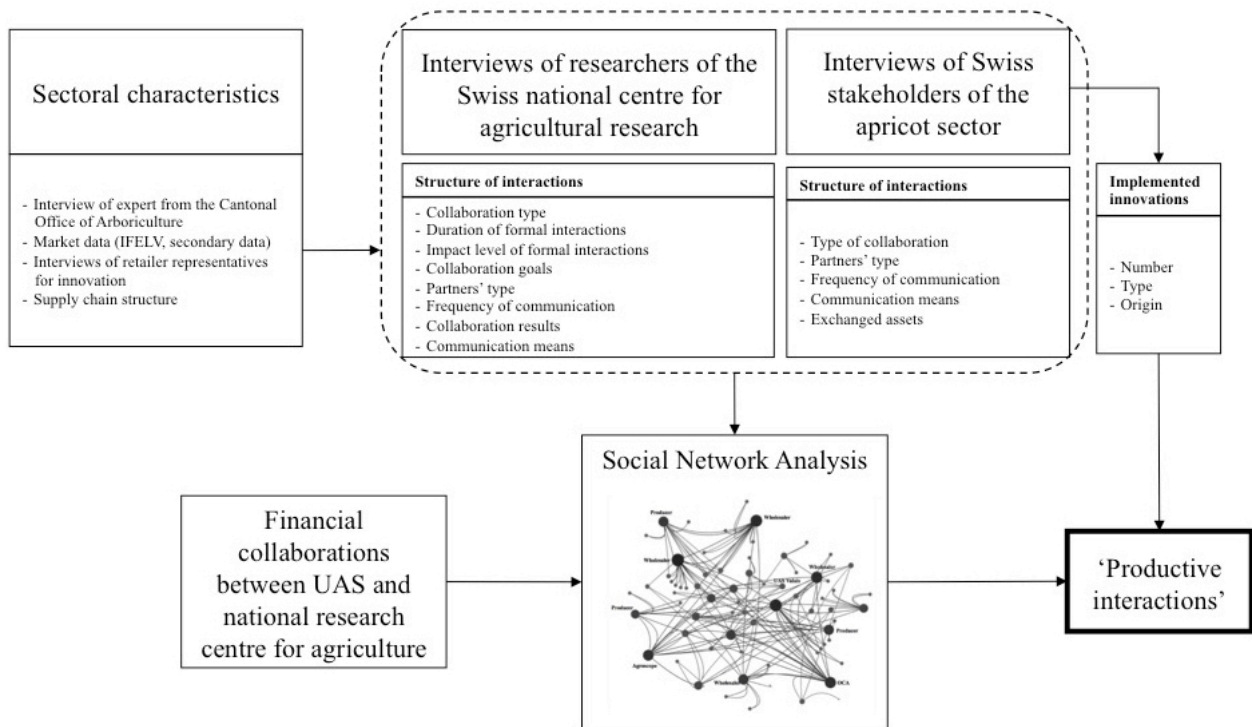 Sectoral characteristics
- Interview of expert from the Cantonal
Office of Arboriculture
- Market data (IFELV, secondary data)
- Interviews of retailer representatives
for innovation
- Supply chain structure
Interviews of researchers of the
Swiss national centre for
agricultural research
Structure of interactions
- Collaboration type
- Duration of formal interactions
- Impact level of formal interactions
- Collaboration goals
- Partners' type
- Frequency of communication
- Collaboration results
- Communication means
Interviews of Swiss
stakeholders of the
apricot sector
Structure of interactions
- Type of collaboration
- Partners' type
- Frequency of communication
- Communication means
- Exchanged assets
Implemented
innovations
- Number
- Type
- Origin
Financial
collaborations
between UAS and
national research
centre for agriculture
Social Network Analysis
Producer
Wholesaler
Wholesaler
Wholesaler
UAS Valais
Producer
Producer
Agroscope
Wholesaler
OCA
‘Productive
interactions’